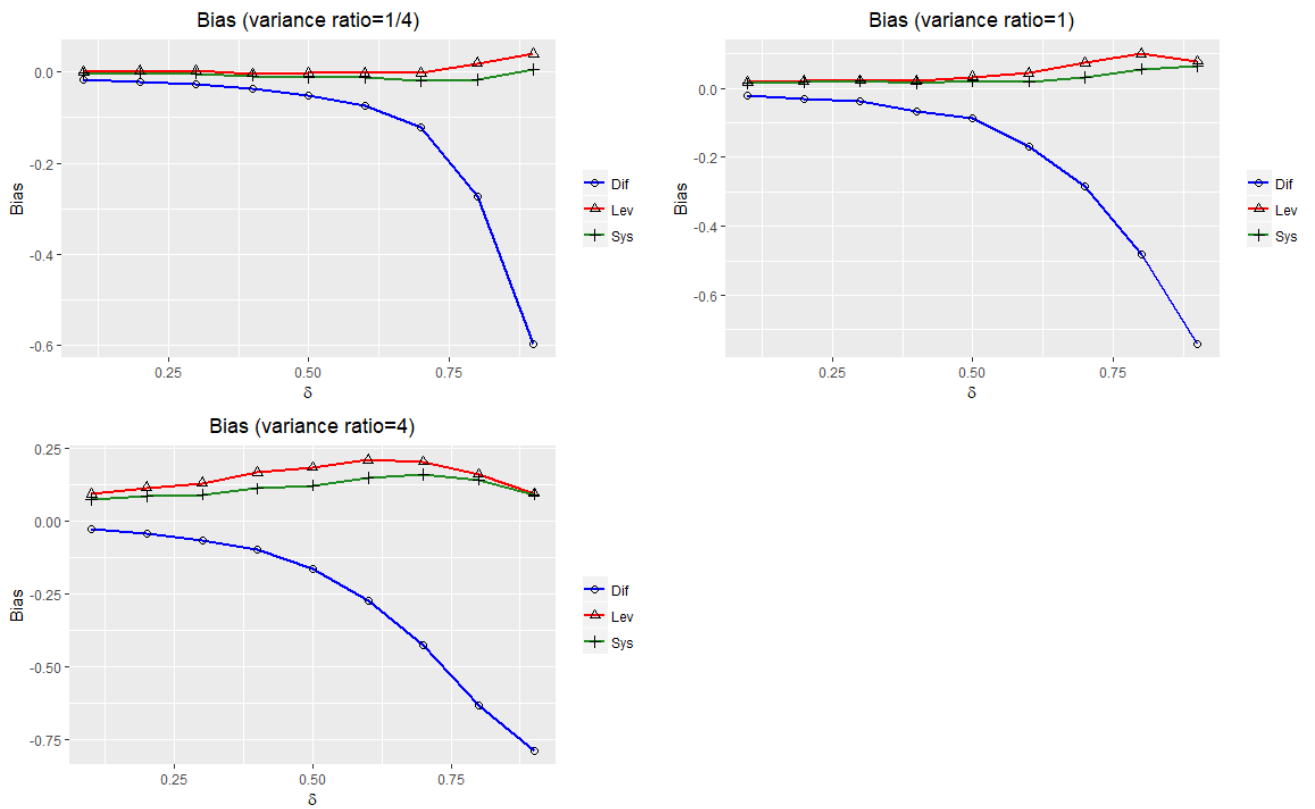 Bias (variance ratio=1/4)
Bias
0.0
-0.2
-0.4
-0.6
0.25
0.50
0.75
δ
Dif
Lev
Sys
Bias (variance ratio=1)
Bias
0.0
-0.2
-0.4
-0.6
0.25
0.50
0.75
δ
Dif
Lev
Sys
Bias (variance ratio=4)
Bias
0.25
0.00
-0.25
-0.50
-0.75
0.25
0.50
0.75
δ
Dif
Lev
Sys